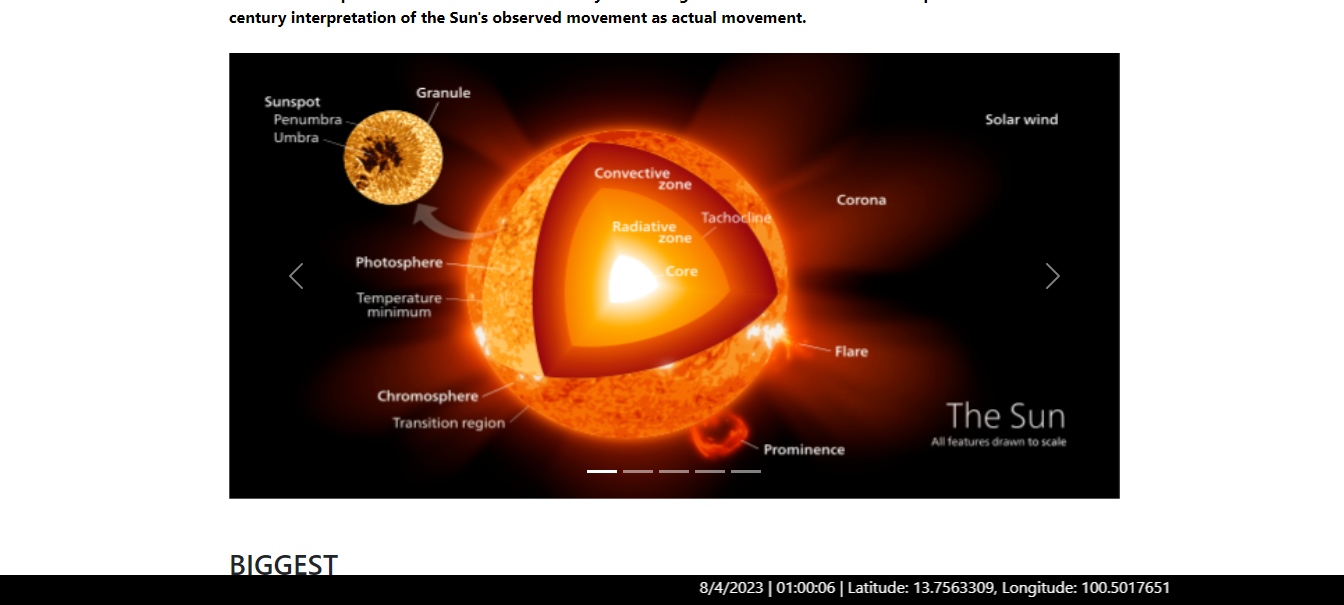 century interpretation of the Sun's observed movement as actual movement.
Granule
Sunspot
Penumbra
Umbra
Solar wind
Convective
zone
Corona
Tachocline
Radiative
zone
Photosphere
Core
Temperature
minimum
Flare
Chromosphere
Transition region
The Sun
All features drawn to scale
Prominence
BIGGEST
8/4/2023 | 01:00:06 | Latitude: 13.7563309, Longitude: 100.5017651